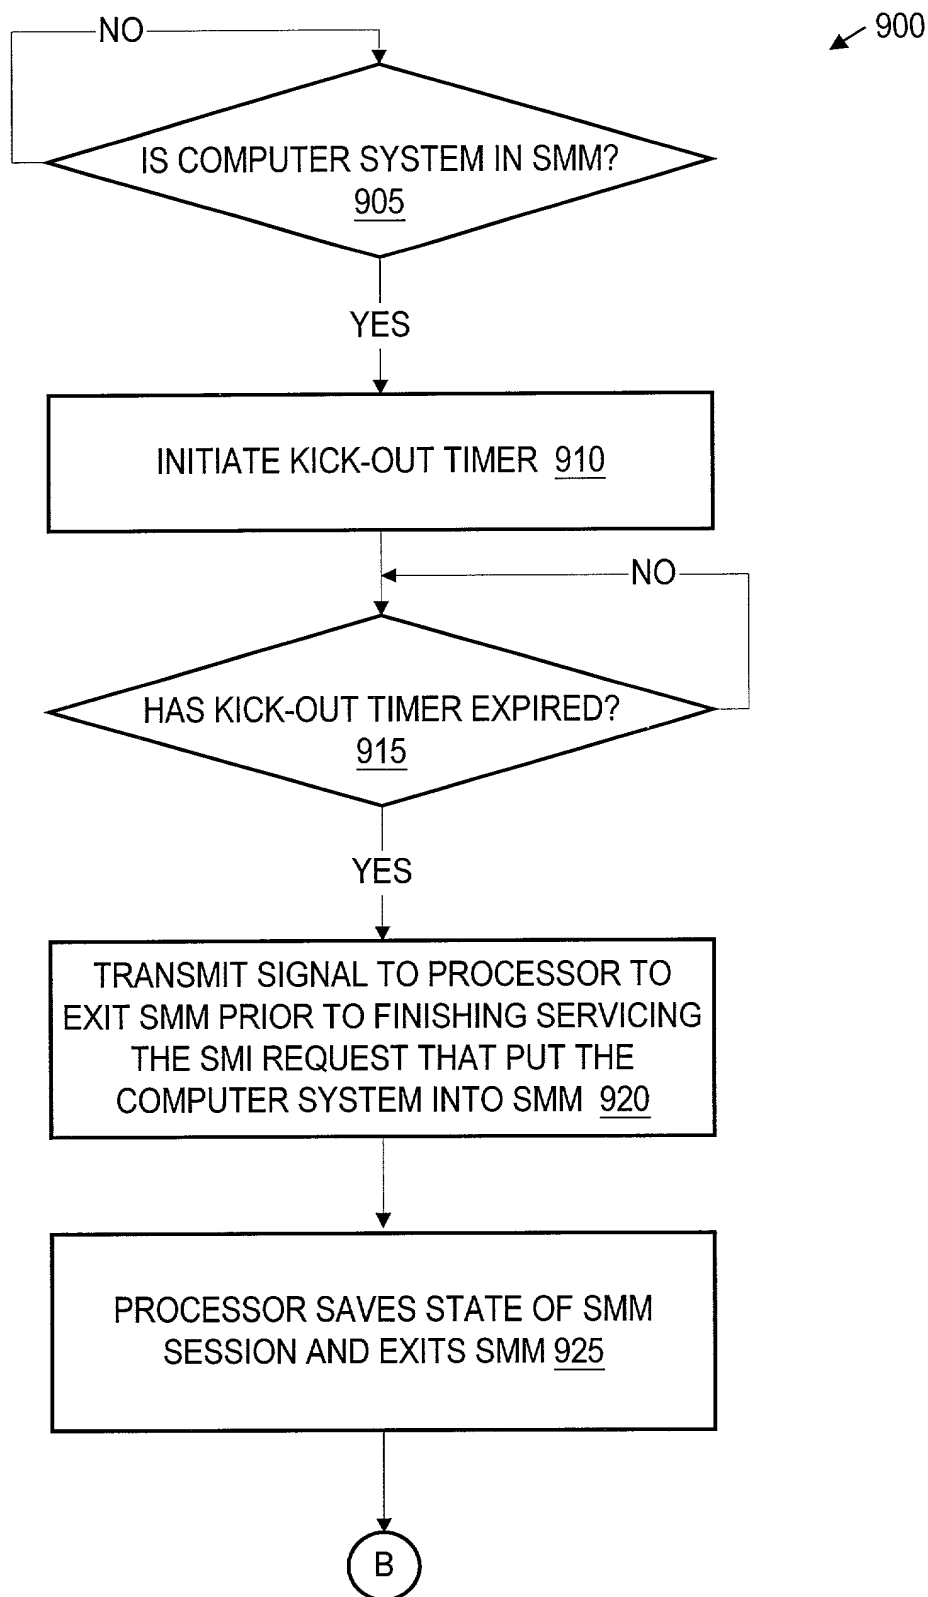 900
NO
IS COMPUTER SYSTEM IN SMM?
905
YES
INITIATE KICK-OUT TIMER 910
NO
HAS KICK-OUT TIMER EXPIRED?
915
YES
TRANSMIT SIGNAL TO PROCESSOR TO
EXIT SMM PRIOR TO FINISHING SERVICING
THE SMI REQUEST THAT PUT THE
COMPUTER SYSTEM INTO SMM 920
PROCESSOR SAVES STATE OF SMM
SESSION AND EXITS SMM 925
B